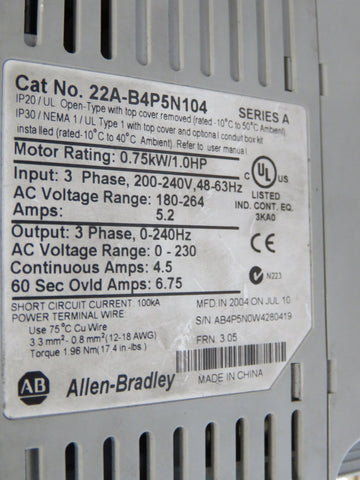 Cat No. 22A-B4P5N104 SERIES A
IP20 / UL Open-Type with top cover removed (rated -10°C to 50°C Ambient)
IP30 / NEMA 1 / UL Type 1 with top cover and optional conduit box kit
installed (rated-10°C to 40°C Ambient). Refer to user manual
Motor Rating: 0.75kW/1.0HP
Input: 3 Phase, 200-240V,48-63Hz
AC Voltage Range: 180-264
Amps: 5.2
Output: 3 Phase, 0-240Hz
AC Voltage Range: 0 - 230
Continuous Amps: 4.5
60 Sec Ovld Amps: 6.75
C UL US
LISTED
IND. CONT. EQ.
3KA0
CE
N223
SHORT CIRCUIT CURRENT: 100kA
POWER TERMINAL WIRE:
Use 75°C Cu Wire
3.3 mm² - 0.8 mm² (12-18 AWG)
Torque 1.96 Nm (17.4 in.-lbs.)
MFD. IN 2004 ON JUL 10
S/N AB4P5N0W4280419
FRN 3.05
AB Allen-Bradley
MADE IN CHINA